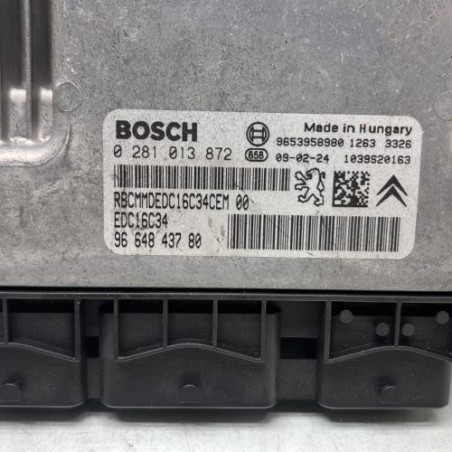 BOSCH
Made in Hungary
9653958980 1263 3326
0 281 013 872
658
09-02-24 1039S20163
RBCMMDEDC16C34CEM 00
EDC16C34
96 648 437 80